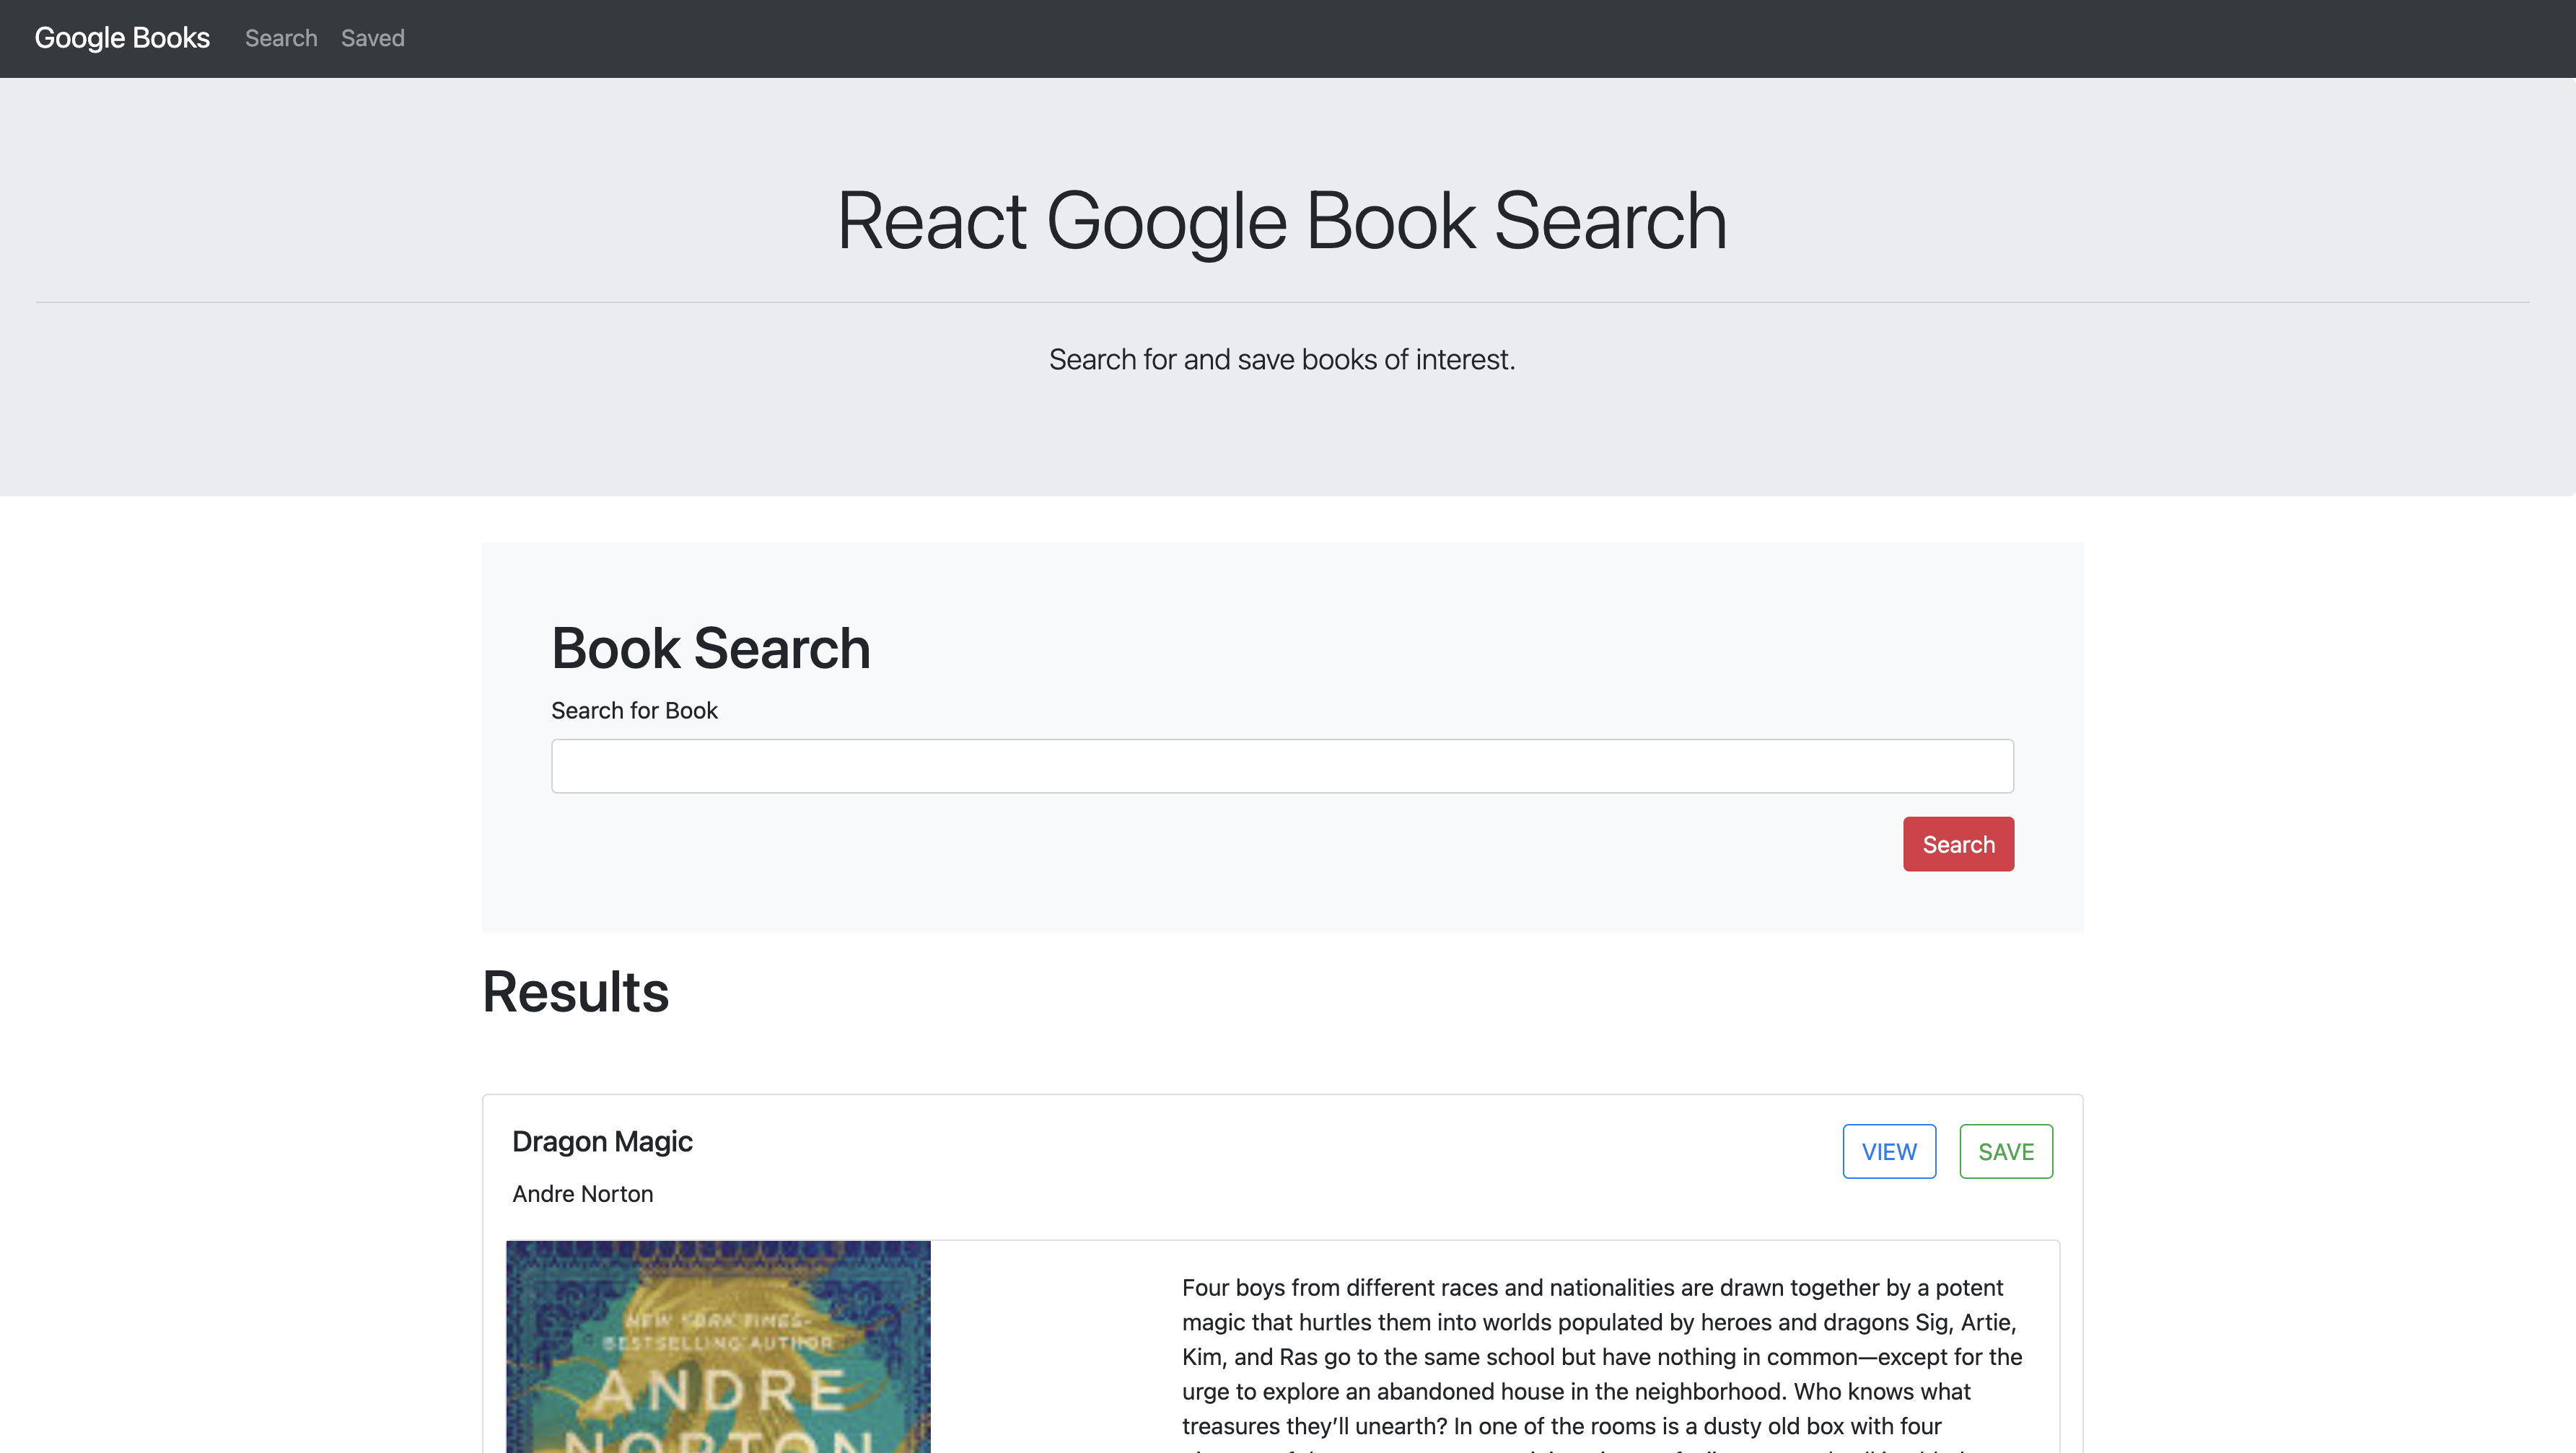 Google Books Search Saved
React Google Book Search
Search for and save books of interest.
Book Search
Search for Book
Search
Results
Dragon Magic
VIEW SAVE
Andre Norton
NEW YORK TIMES-
BESTSELLING AUTHOR
ANDRE
NORTON
Four boys from different races and nationalities are drawn together by a potent
magic that hurtles them into worlds populated by heroes and dragons Sig, Artie,
Kim, and Ras go to the same school but have nothing in common—except for the
urge to explore an abandoned house in the neighborhood. Who knows what
treasures they’ll unearth? In one of the rooms is a dusty old box with four